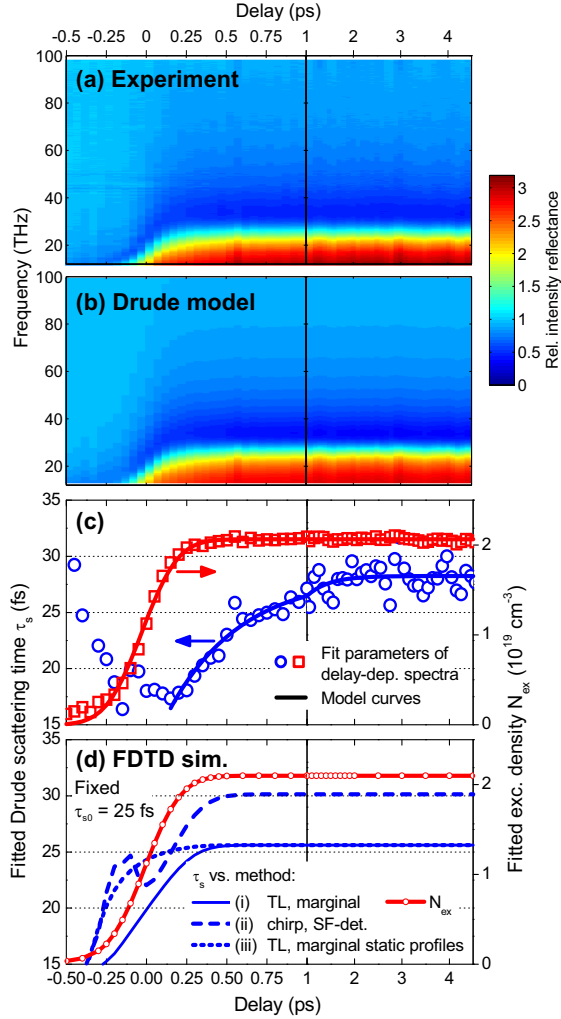 Delay (ps)
-0.5 -0.25 0 0.25 0.5 0.75 1 2 3 4
(a) Experiment
100
80
60
40
20
Frequency (THz)
(b) Drude model
100
80
60
40
20
3
2.5
2
1.5
1
0.5
0
Rel. intensity reflectance
(c)
35
30
25
20
15
Fitted Drude scattering time τs (fs)
2
1
0
Fitted exc. density Nex (10^19 cm^-3)
Fit parameters of
delay-dep. spectra
Model curves
(d) FDTD sim.
Fixed
τs0 = 25 fs
35
30
25
20
15
2
1
0
τs vs. method:
(i) TL, marginal
Nex
(ii) chirp, SF-det.
(iii) TL, marginal static profiles
-0.50 -0.25 0.00 0.25 0.50 0.75 1 2 3 4
Delay (ps)